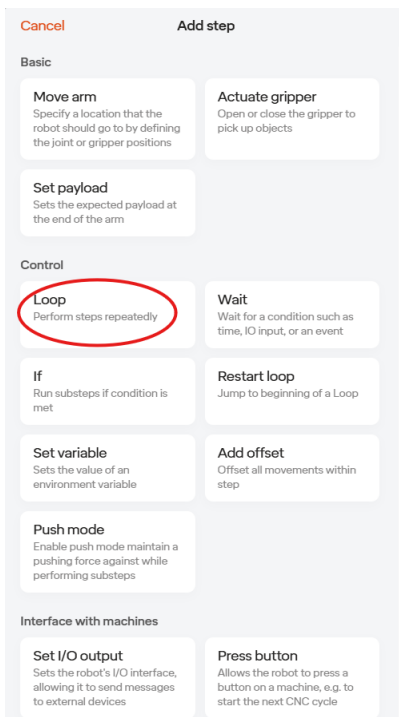 Cancel Add step
Basic
Move arm
Specify a location that the
robot should go to by defining
the joint or gripper positions
Actuate gripper
Open or close the gripper to
pick up objects
Set payload
Sets the expected payload at
the end of the arm
Control
Loop
Perform steps repeatedly
Wait
Wait for a condition such as
time, IO input, or an event
If
Run substeps if condition is
met
Restart loop
Jump to beginning of a Loop
Set variable
Sets the value of an
environment variable
Add offset
Offset all movements within
step
Push mode
Enable push mode maintain a
pushing force against while
performing substeps
Interface with machines
Set I/O output
Sets the robot's I/O interface,
allowing it to send messages
to external devices
Press button
Allows the robot to press a
button on a machine, e.g. to
start the next CNC cycle